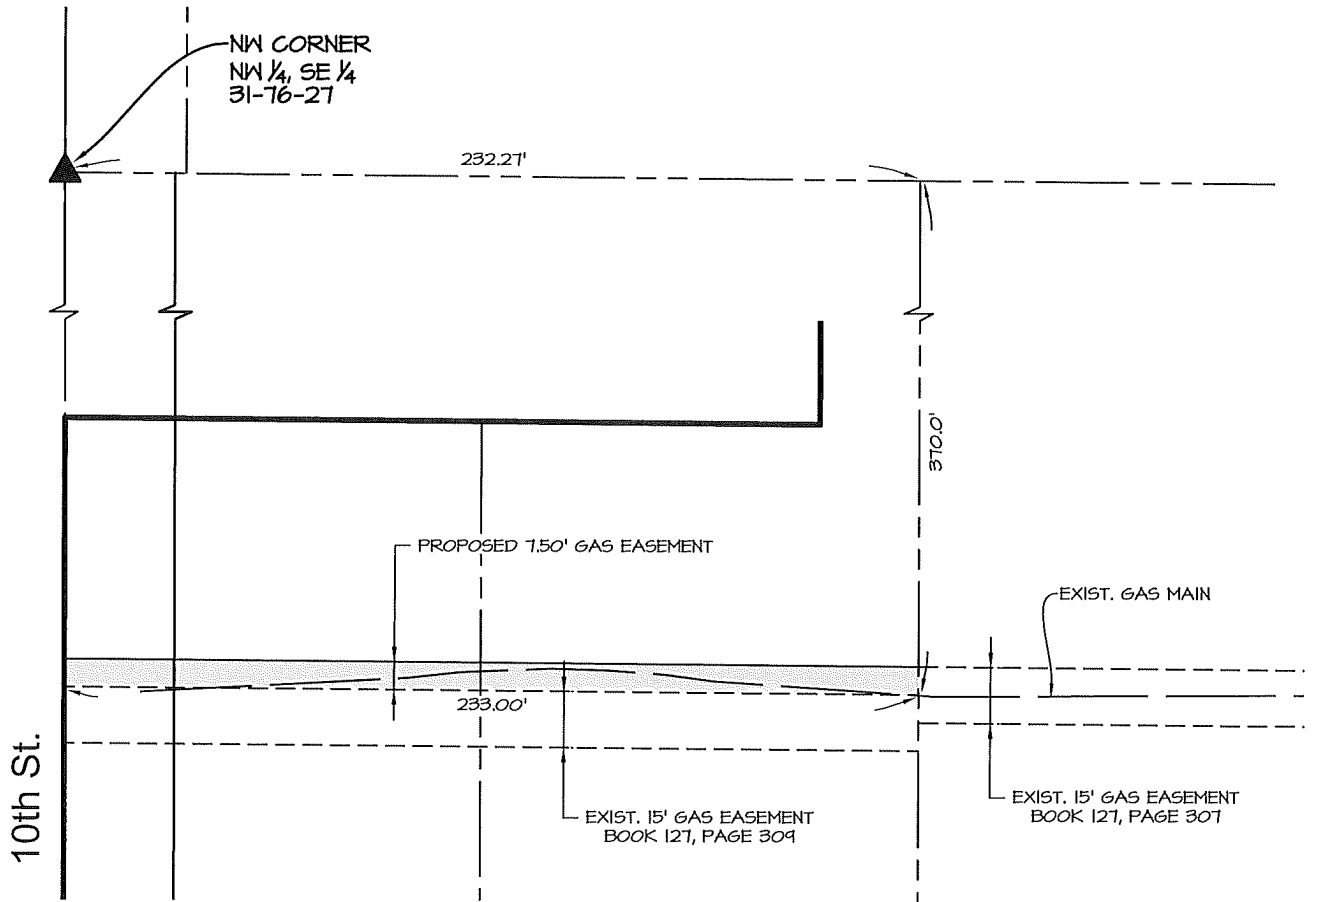 NW CORNER
NW 1/4, SE 1/4
31-76-27
232.27'
370.0'
PROPOSED 7.50' GAS EASEMENT
EXIST. GAS MAIN
233.00'
10th St.
EXIST. 15' GAS EASEMENT
BOOK 127, PAGE 307
EXIST. 15' GAS EASEMENT
BOOK 127, PAGE 309